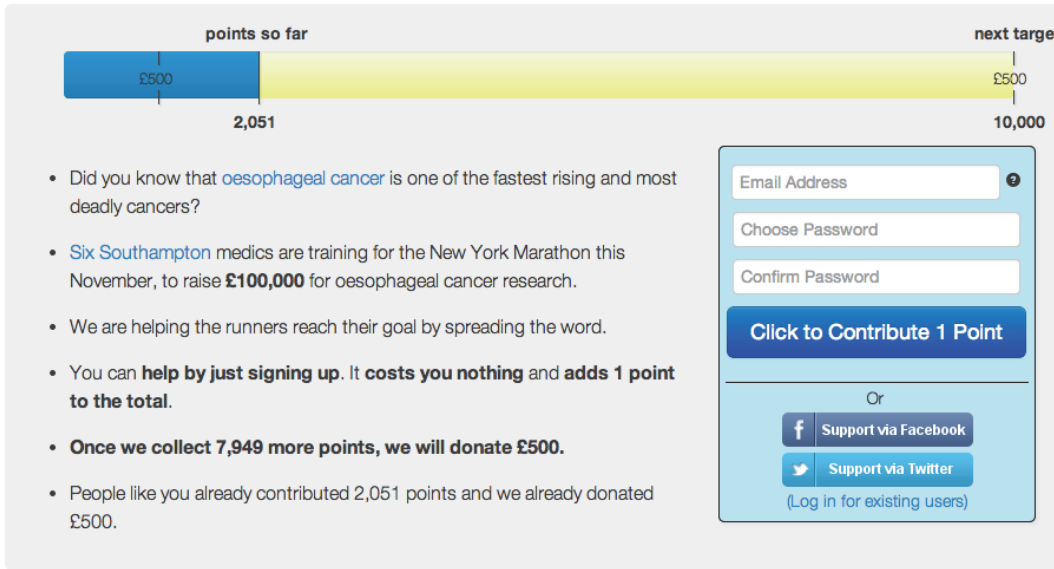 points so far
next targe
£500
£500
2,051
10,000
• Did you know that oesophageal cancer is one of the fastest rising and most
deadly cancers?
• Six Southampton medics are training for the New York Marathon this
November, to raise £100,000 for oesophageal cancer research.
• We are helping the runners reach their goal by spreading the word.
• You can help by just signing up. It costs you nothing and adds 1 point
to the total.
• Once we collect 7,949 more points, we will donate £500.
• People like you already contributed 2,051 points and we already donated
£500.
Email Address ?
Choose Password
Confirm Password
Click to Contribute 1 Point
Or
f Support via Facebook
Support via Twitter
(Log in for existing users)